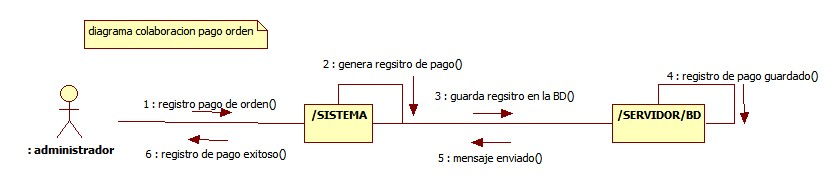 diagrama colaboracion pago orden
2 : genera regsitro de pago()
4 : registro de pago guardado()
3 : guarda regsitro en la BD()
1 : registro pago de orden()
/SISTEMA
/SERVIDOR/BD
: administrador
6 : registro de pago exitoso()
5 : mensaje enviado()